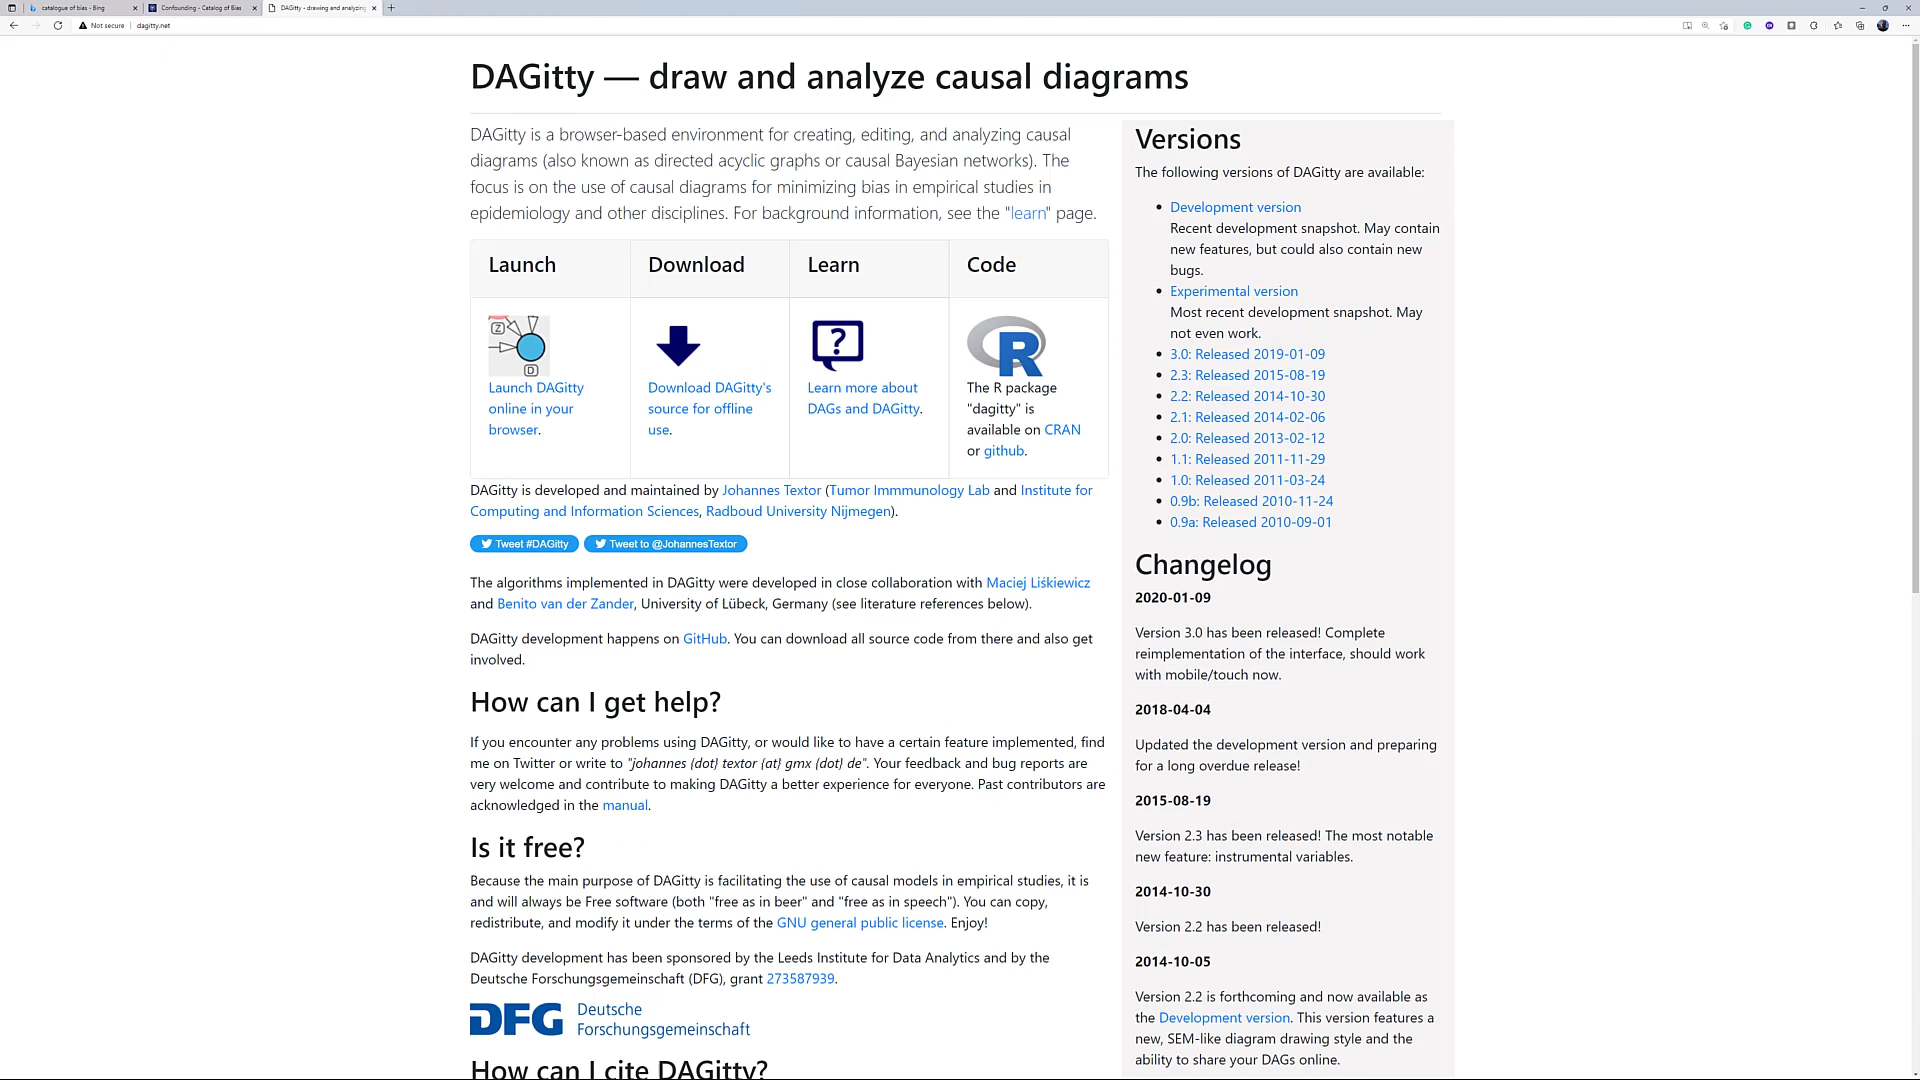 catalogue of bias - Bing
Confounding - Catalog of Bias
DAGitty - drawing and analyzing
Not secure
dagitty.net
DAGitty — draw and analyze causal diagrams
DAGitty is a browser-based environment for creating, editing, and analyzing causal
diagrams (also known as directed acyclic graphs or causal Bayesian networks). The
focus is on the use of causal diagrams for minimizing bias in empirical studies in
epidemiology and other disciplines. For background information, see the "learn" page.
Launch
Download
Learn
Code
Z
D
Launch DAGitty
online in your
browser.
Download DAGitty's
source for offline
use.
?
Learn more about
DAGs and DAGitty.
R
The R package
"dagitty" is
available on CRAN
or github.
DAGitty is developed and maintained by Johannes Textor (Tumor Immmunology Lab and Institute for
Computing and Information Sciences, Radboud University Nijmegen).
Tweet #DAGitty
Tweet to @JohannesTextor
The algorithms implemented in DAGitty were developed in close collaboration with Maciej Liśkiewicz
and Benito van der Zander, University of Lübeck, Germany (see literature references below).
DAGitty development happens on GitHub. You can download all source code from there and also get
involved.
How can I get help?
If you encounter any problems using DAGitty, or would like to have a certain feature implemented, find
me on Twitter or write to "johannes {dot} textor {at} gmx {dot} de". Your feedback and bug reports are
very welcome and contribute to making DAGitty a better experience for everyone. Past contributors are
acknowledged in the manual.
Is it free?
Because the main purpose of DAGitty is facilitating the use of causal models in empirical studies, it is
and will always be Free software (both "free as in beer" and "free as in speech"). You can copy,
redistribute, and modify it under the terms of the GNU general public license. Enjoy!
DAGitty development has been sponsored by the Leeds Institute for Data Analytics and by the
Deutsche Forschungsgemeinschaft (DFG), grant 273587939.
DFG Deutsche
Forschungsgemeinschaft
How can I cite DAGitty?
Versions
The following versions of DAGitty are available:
• Development version
Recent development snapshot. May contain
new features, but could also contain new
bugs.
• Experimental version
Most recent development snapshot. May
not even work.
• 3.0: Released 2019-01-09
• 2.3: Released 2015-08-19
• 2.2: Released 2014-10-30
• 2.1: Released 2014-02-06
• 2.0: Released 2013-02-12
• 1.1: Released 2011-11-29
• 1.0: Released 2011-03-24
• 0.9b: Released 2010-11-24
• 0.9a: Released 2010-09-01
Changelog
2020-01-09
Version 3.0 has been released! Complete
reimplementation of the interface, should work
with mobile/touch now.
2018-04-04
Updated the development version and preparing
for a long overdue release!
2015-08-19
Version 2.3 has been released! The most notable
new feature: instrumental variables.
2014-10-30
Version 2.2 has been released!
2014-10-05
Version 2.2 is forthcoming and now available as
the Development version. This version features a
new, SEM-like diagram drawing style and the
ability to share your DAGs online.